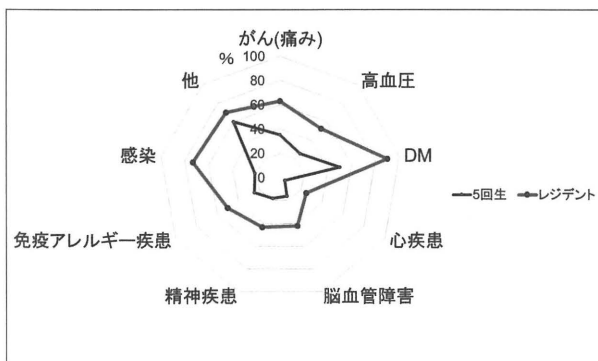 がん(痛み)
%
100
80
60
40
20
0
高血圧
DM
心疾患
脳血管障害
精神疾患
免疫アレルギー疾患
感染
他
5回生
レジデント